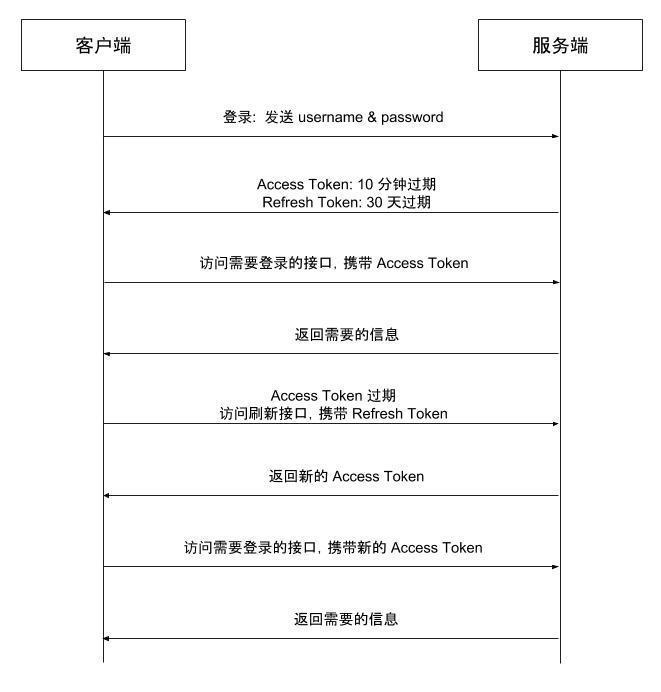 客户端
服务端
登录: 发送 username & password
Access Token: 10 分钟过期
Refresh Token: 30 天过期
访问需要登录的接口, 携带 Access Token
返回需要的信息
Access Token 过期
访问刷新接口, 携带 Refresh Token
返回新的 Access Token
访问需要登录的接口, 携带新的 Access Token
返回需要的信息